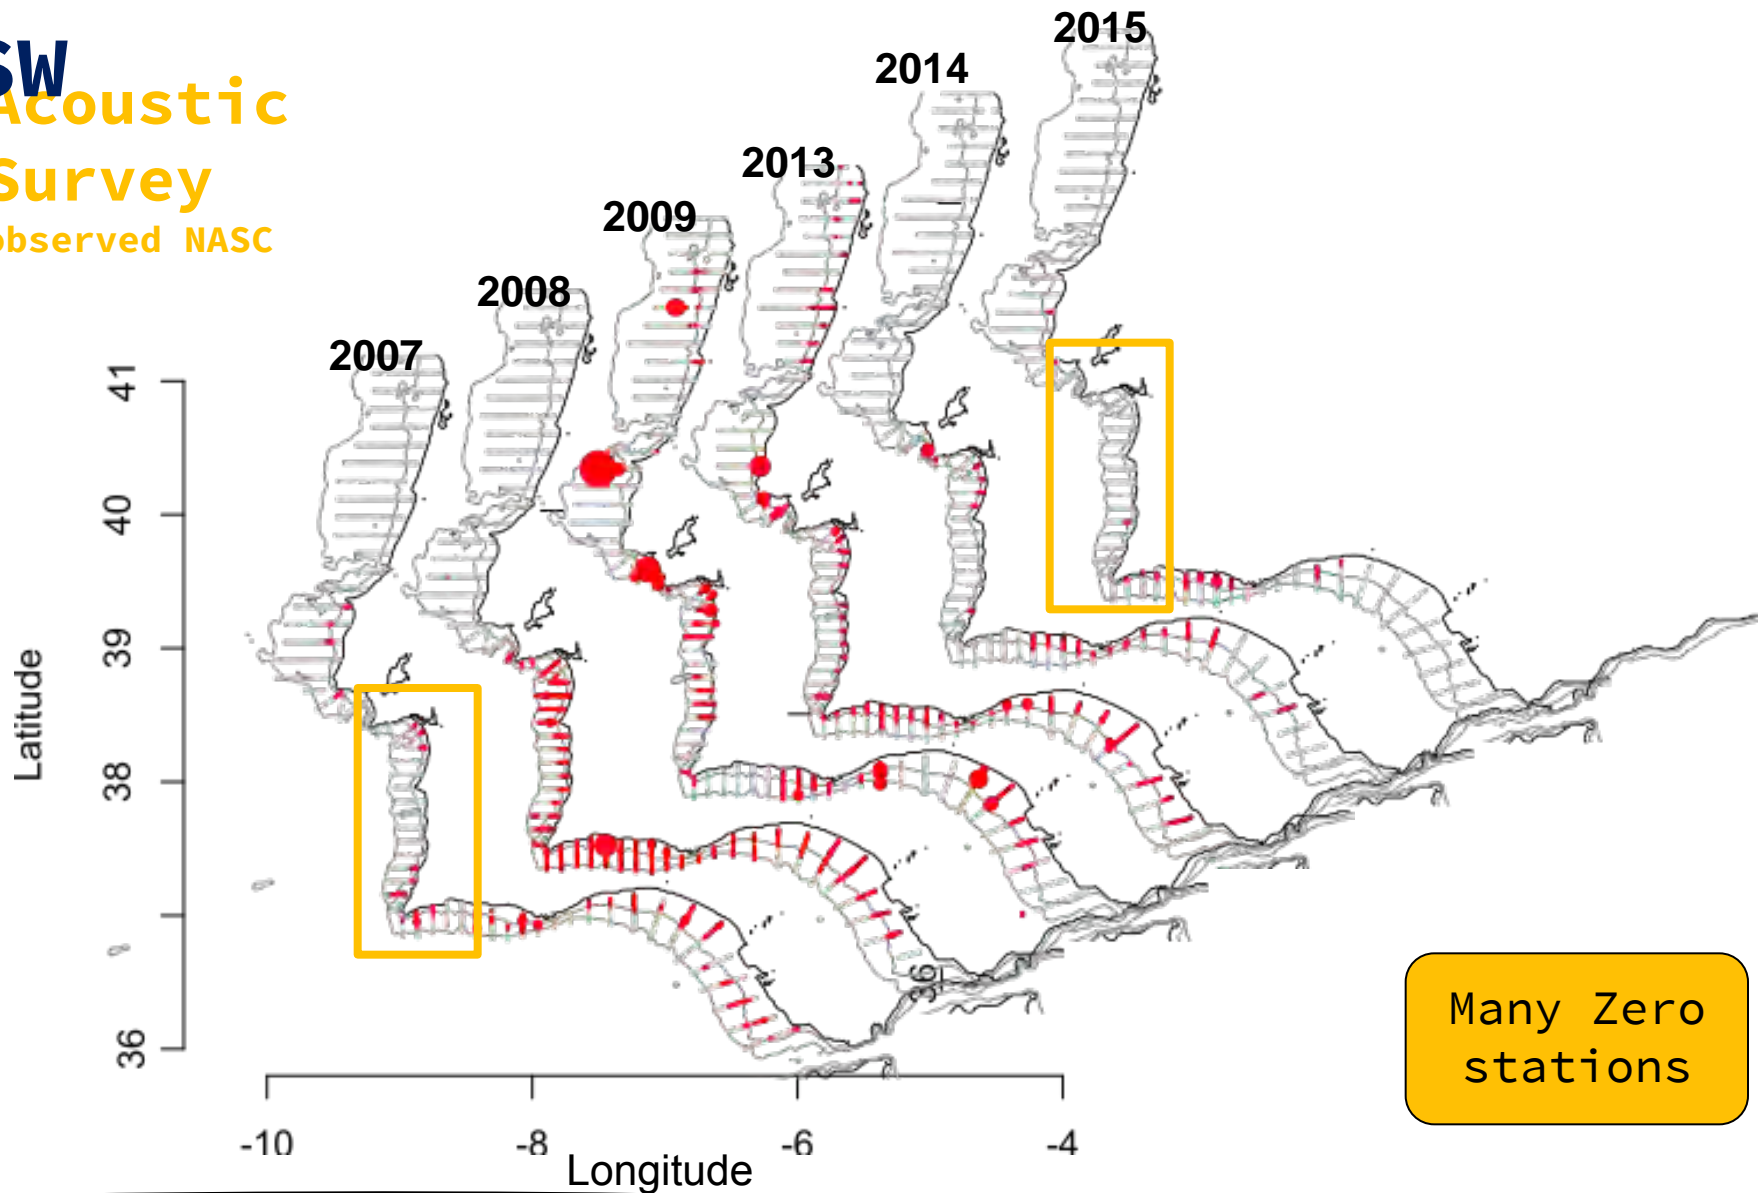 SW
Acoustic
Survey
observed NASC
2015
2014
2013
2009
2008
2007
41
40
39
38
36
Latitude
36
-10
-8
-6
-4
Longitude
Many Zero
stations